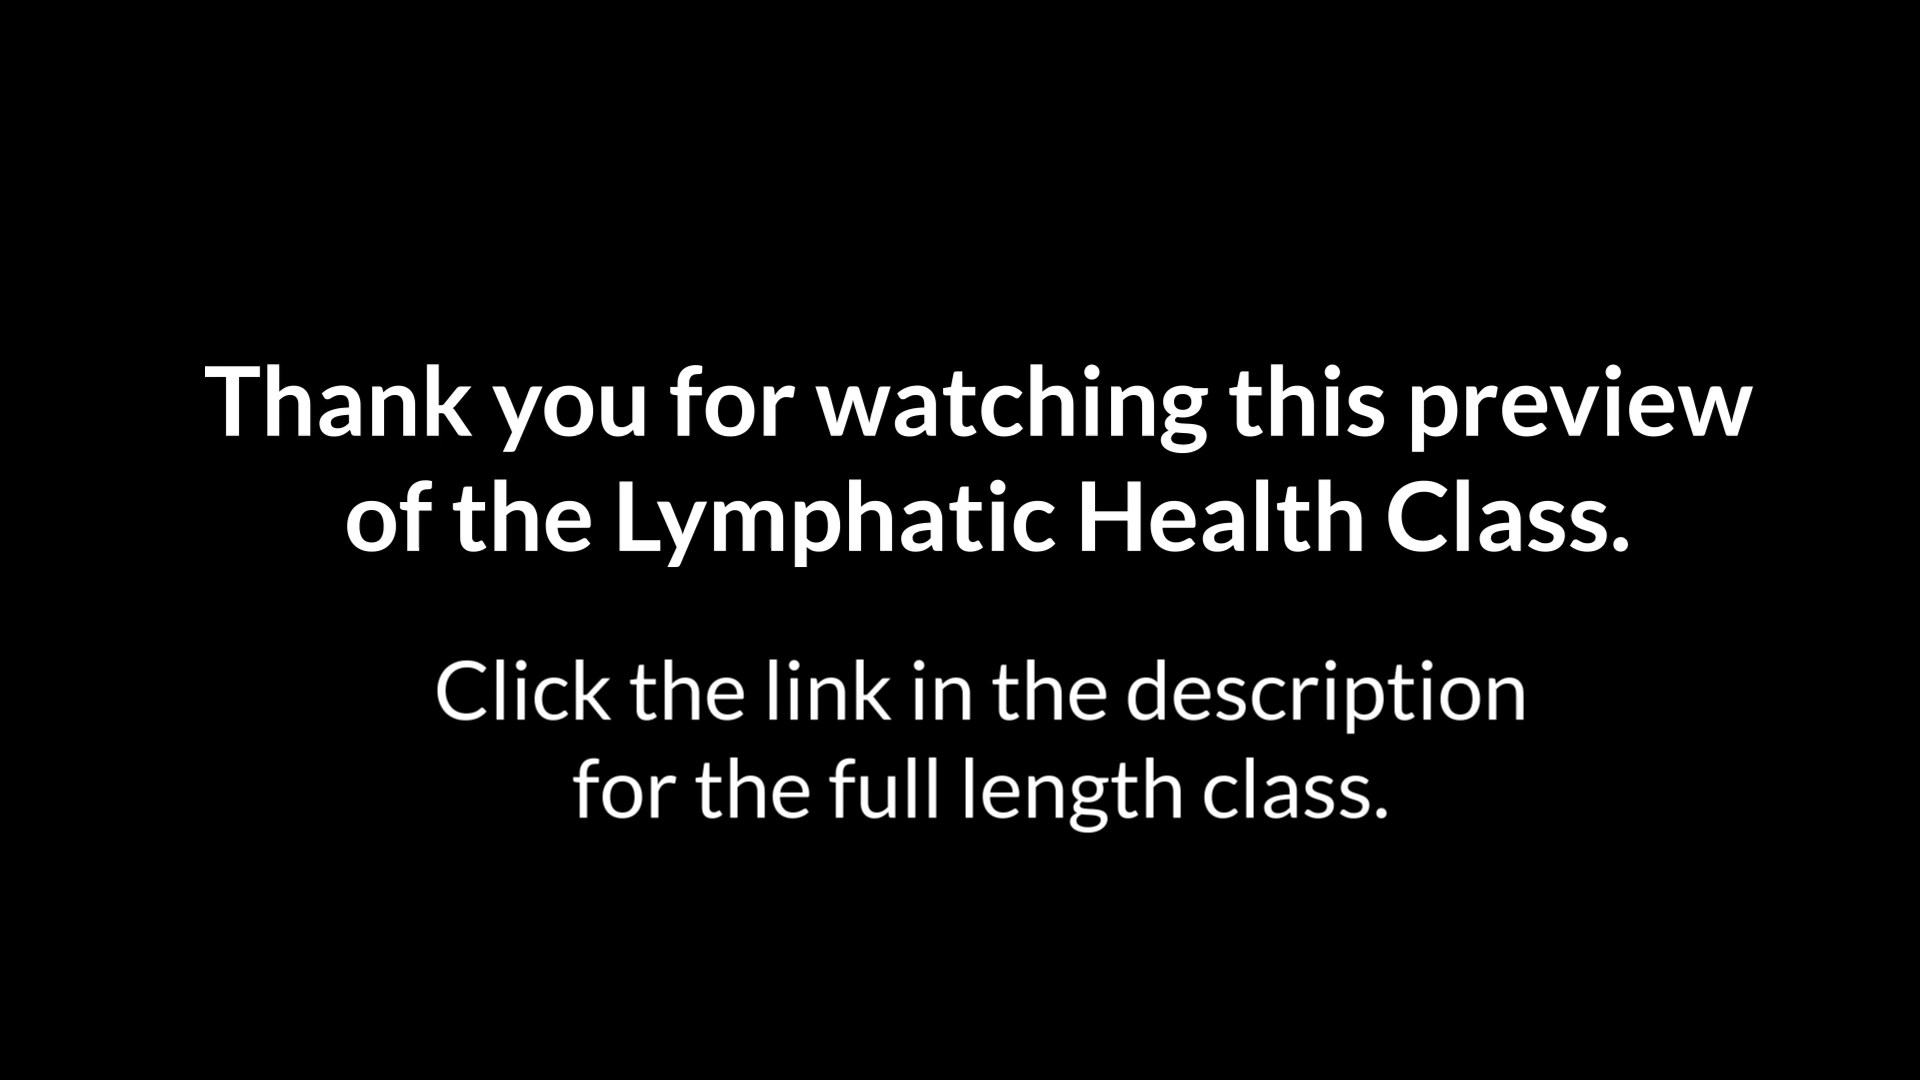 Thank you for watching this preview
of the Lymphatic Health Class.
Click the link in the description
for the full length class.